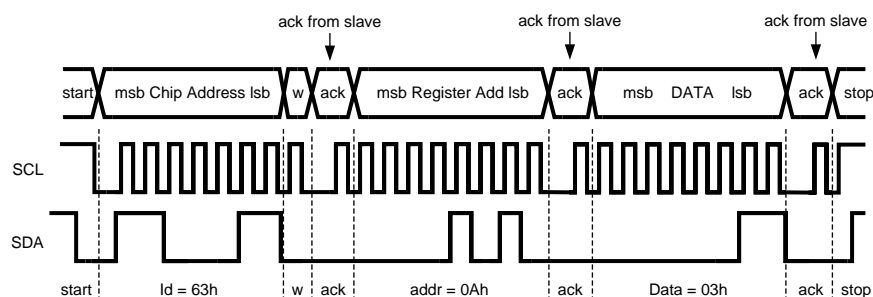 ack from slave ack from slave ack from slave
start msb Chip Address lsb w ack msb Register Add lsb ack msb DATA lsb ack stop
SCL
SDA
start Id = 63h w ack addr = 0Ah ack Data = 03h ack stop